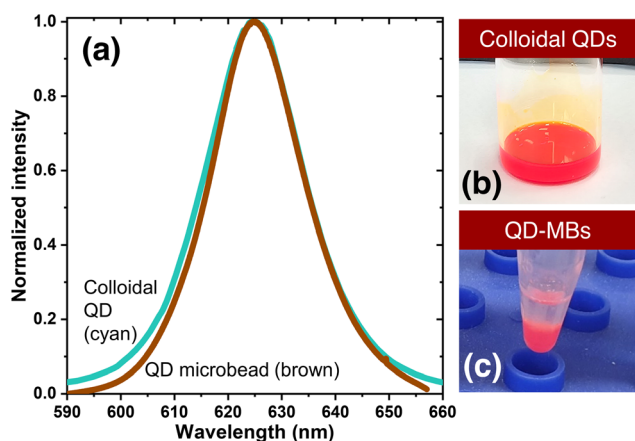 (a)
Normalized intensity
1.0
0.8
0.6
0.4
0.2
0.0
Colloidal
QD
(cyan)
QD microbead (brown)
590 600 610 620 630 640 650 660
Wavelength (nm)
Colloidal QDs
(b)
QD-MBs
(c)